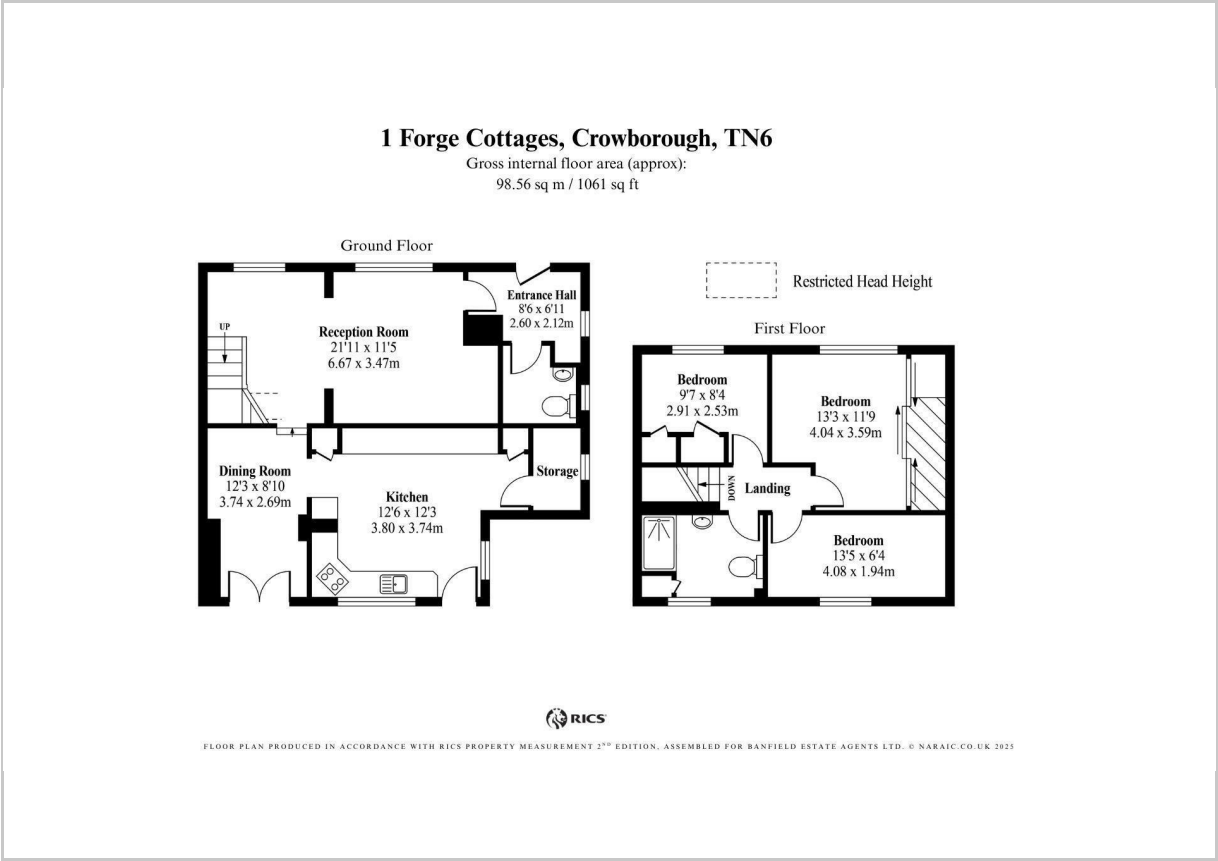 1 Forge Cottages, Crowborough, TN6
Gross internal floor area (approx):
98.56 sq m / 1061 sq ft
Ground Floor
UP
Reception Room
21'11 x 11'5
6.67 x 3.47m
Entrance Hall
8'6 x 6'11
2.60 x 2.12m
Dining Room
12'3 x 8'10
3.74 x 2.69m
Kitchen
12'6 x 12'3
3.80 x 3.74m
Storage
Restricted Head Height
First Floor
Bedroom
9'7 x 8'4
2.91 x 2.53m
Bedroom
13'3 x 11'9
4.04 x 3.59m
DOWN
Landing
Bedroom
13'5 x 6'4
4.08 x 1.94m
RICS
FLOOR PLAN PRODUCED IN ACCORDANCE WITH RICS PROPERTY MEASUREMENT 2ND EDITION, ASSEMBLED FOR BANFIELD ESTATE AGENTS LTD. © NARAIC.CO.UK 2025